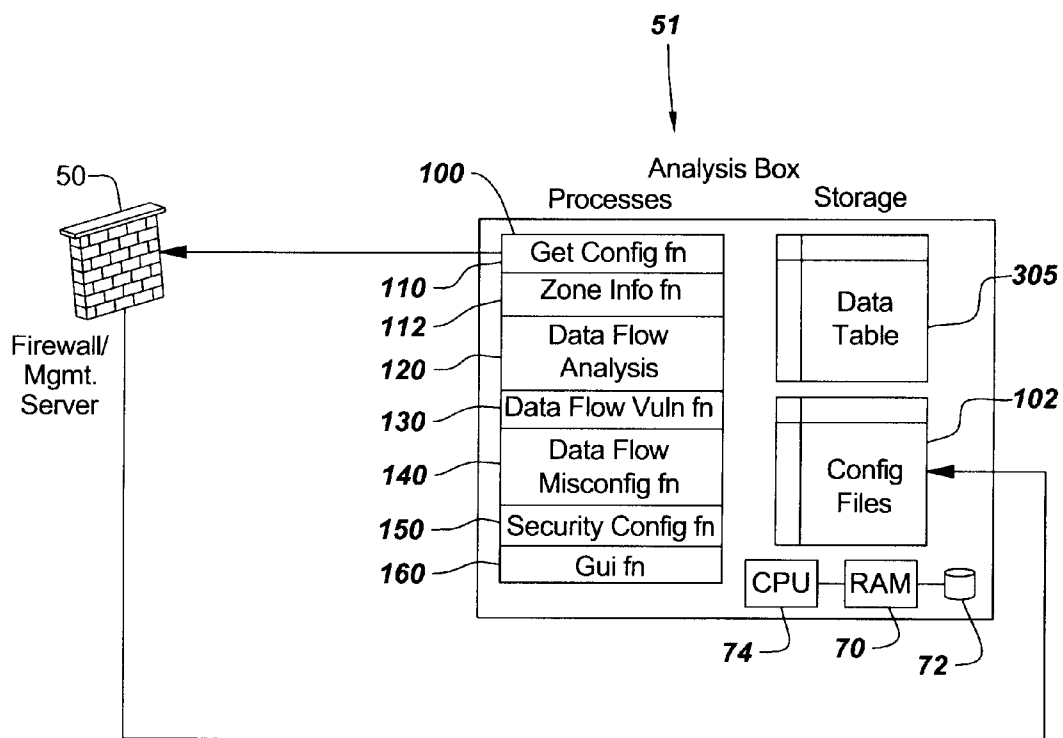 51
Analysis Box
Processes
Storage
50
Firewall/
Mgmt.
Server
100
Get Config fn
110
Zone Info fn
112
Data Flow
Analysis
120
Data Flow Vuln fn
130
Data Flow
Misconfig fn
140
Security Config fn
150
Gui fn
160
Data
Table
305
Config
Files
102
CPU
RAM
74
70
72